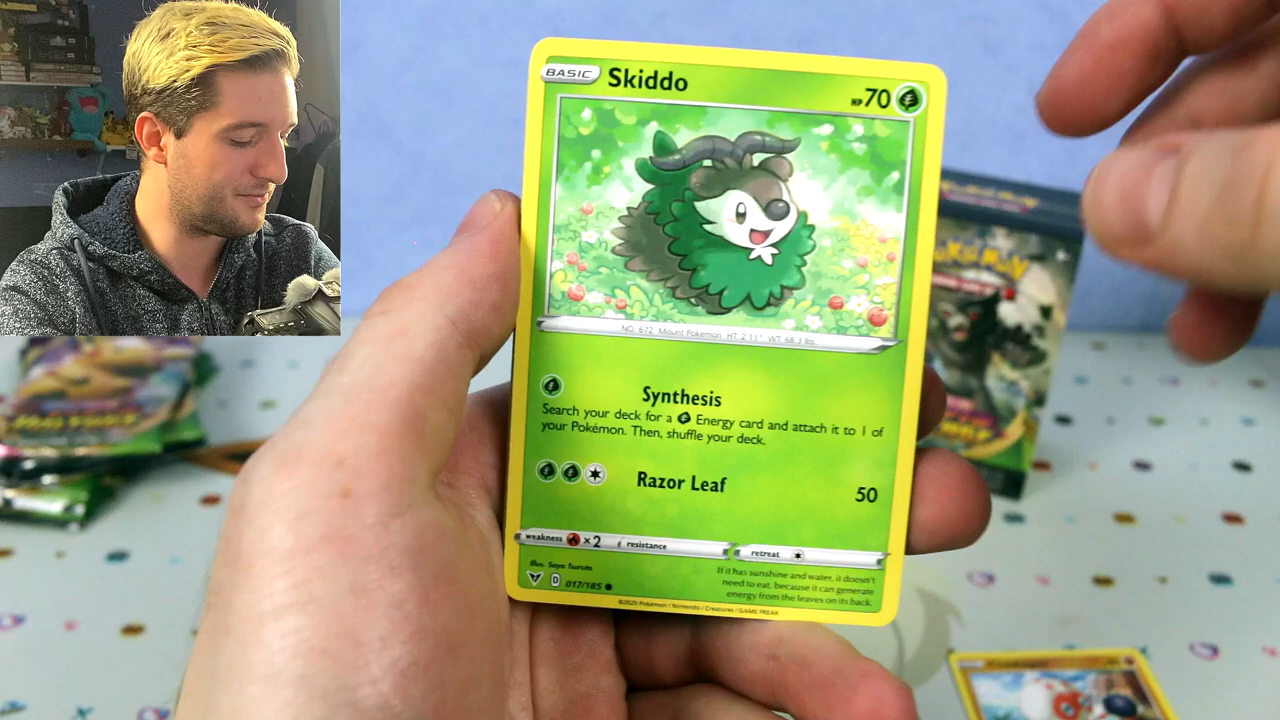 BASIC Skiddo HP 70
NO. 672 Mount Pokémon HT. 2'11" WT. 68.3 lbs.
Synthesis
Search your deck for a Energy card and attach it to 1 of
your Pokémon. Then, shuffle your deck.
Razor Leaf 50
weakness ×2 resistance retreat
Illus. Saya Tsuruta
If it has sunshine and water, it doesn't
need to eat, because it can generate
energy from the leaves on its back.
D 017/185
©2020 Pokémon / Nintendo / Creatures / GAME FREAK